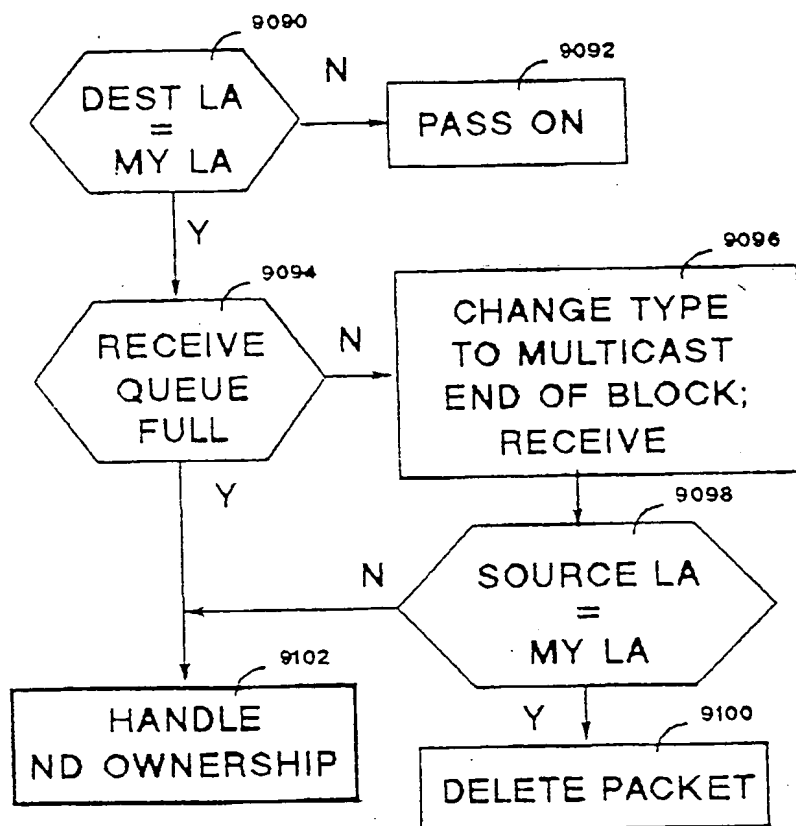 9090
DEST LA
=
MY LA
N
9092
PASS ON
Y
9094
RECEIVE
QUEUE
FULL
N
9096
CHANGE TYPE
TO MULTICAST
END OF BLOCK;
RECEIVE
Y
9098
SOURCE LA
=
MY LA
N
9102
HANDLE
ND OWNERSHIP
Y
9100
DELETE PACKET